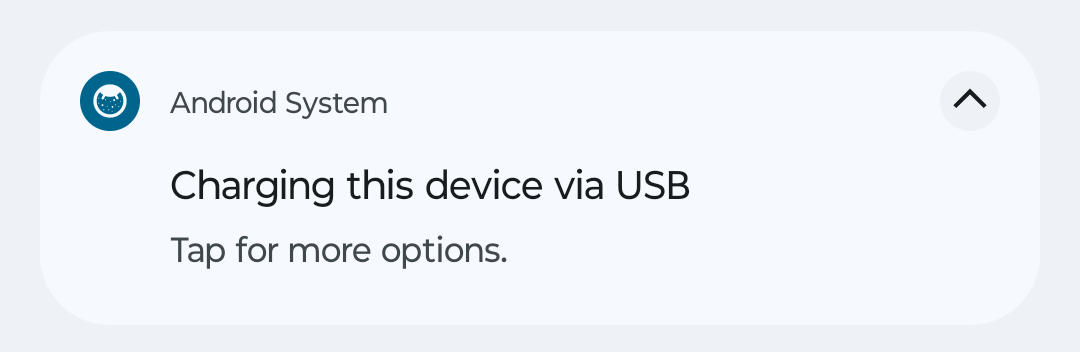 Android System
Charging this device via USB
Tap for more options.